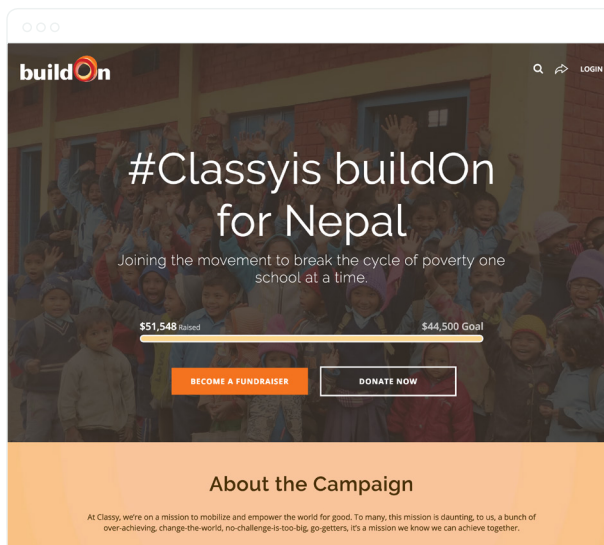 buildOn
LOGIN
#Classyis buildOn
for Nepal
Joining the movement to break the cycle of poverty one
school at a time.
$51,548 Raised
$44,500 Goal
BECOME A FUNDRAISER
DONATE NOW
About the Campaign
At Classy, we're on a mission to mobilize and empower the world for good. To many, this mission is daunting, to us, a bunch of
over-achieving, change-the-world, no-challenge-is-too-big, go-getters, it's a mission we know we can achieve together.